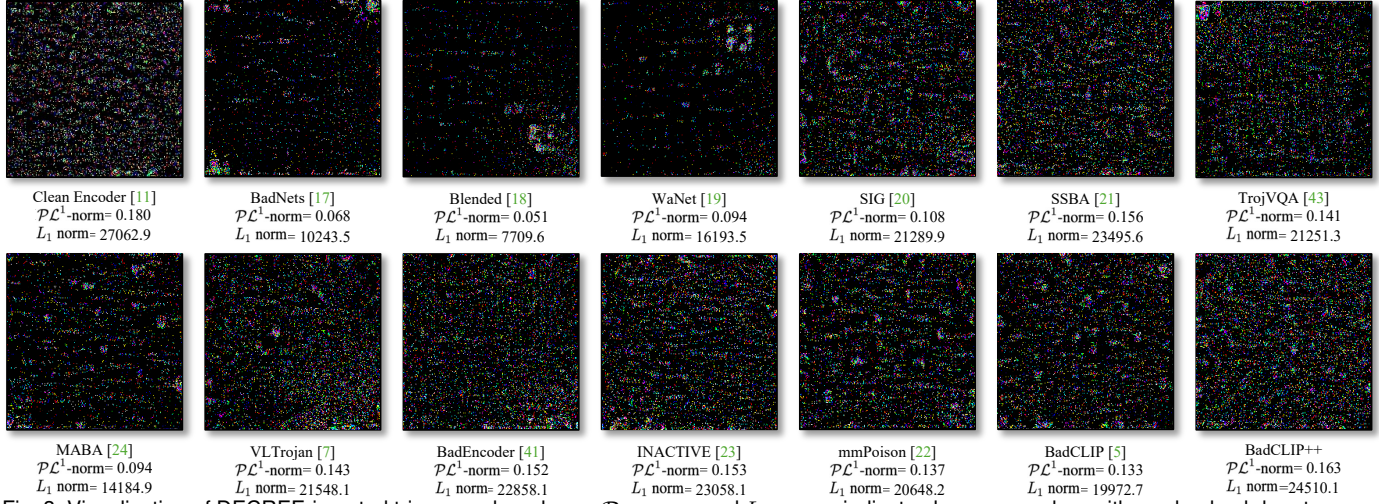 Clean Encoder [11] BadNets [17] Blended [18] WaNet [19] SIG [20] SSBA [21] TrojVQA [43]
𝒫ℒ¹-norm= 0.180 𝒫ℒ¹-norm= 0.068 𝒫ℒ¹-norm= 0.051 𝒫ℒ¹-norm= 0.094 𝒫ℒ¹-norm= 0.108 𝒫ℒ¹-norm= 0.156 𝒫ℒ¹-norm= 0.141
L₁ norm= 27062.9 L₁ norm= 10243.5 L₁ norm= 7709.6 L₁ norm= 16193.5 L₁ norm= 21289.9 L₁ norm= 23495.6 L₁ norm= 21251.3
MABA [24] VLTrojan [7] BadEncoder [41] INACTIVE [23] mmPoison [22] BadCLIP [5] BadCLIP++
𝒫ℒ¹-norm= 0.094 𝒫ℒ¹-norm= 0.143 𝒫ℒ¹-norm= 0.152 𝒫ℒ¹-norm= 0.153 𝒫ℒ¹-norm= 0.137 𝒫ℒ¹-norm= 0.133 𝒫ℒ¹-norm= 0.163
L₁ norm= 14184.9 L₁ norm= 21548.1 L₁ norm= 22858.1 L₁ norm= 23058.1 L₁ norm= 20648.2 L₁ norm= 19972.7 L₁ norm=24510.1
Visualization of DECREE inverted